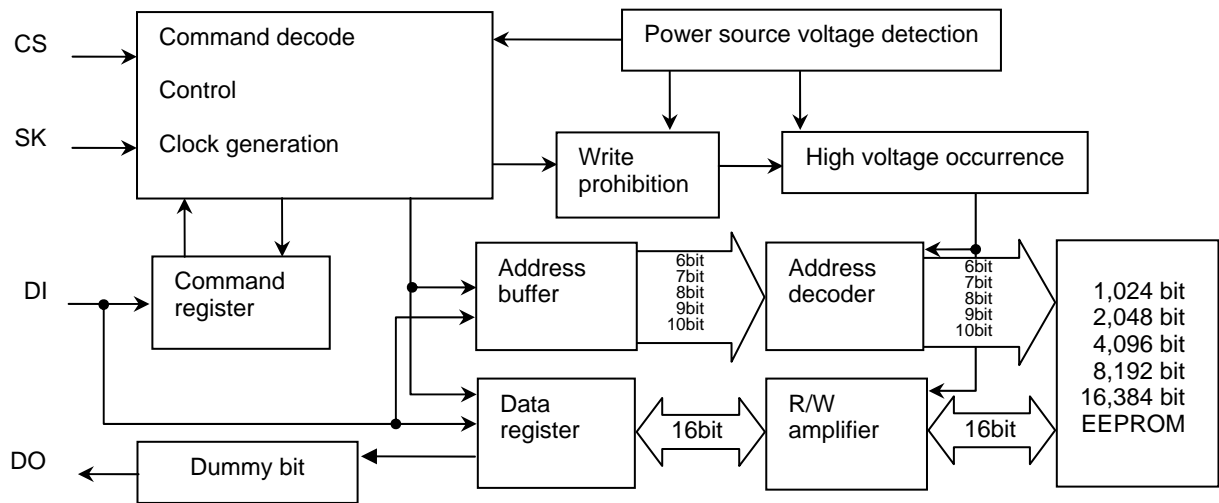 CS
Command decode
Control
Clock generation
Power source voltage detection
SK
Write
prohibition
High voltage occurrence
DI
Command
register
Address
buffer
6bit
7bit
8bit
9bit
10bit
Address
decoder
6bit
7bit
8bit
9bit
10bit
1,024 bit
2,048 bit
4,096 bit
8,192 bit
16,384 bit
EEPROM
Data
register
16bit
R/W
amplifier
16bit
DO
Dummy bit